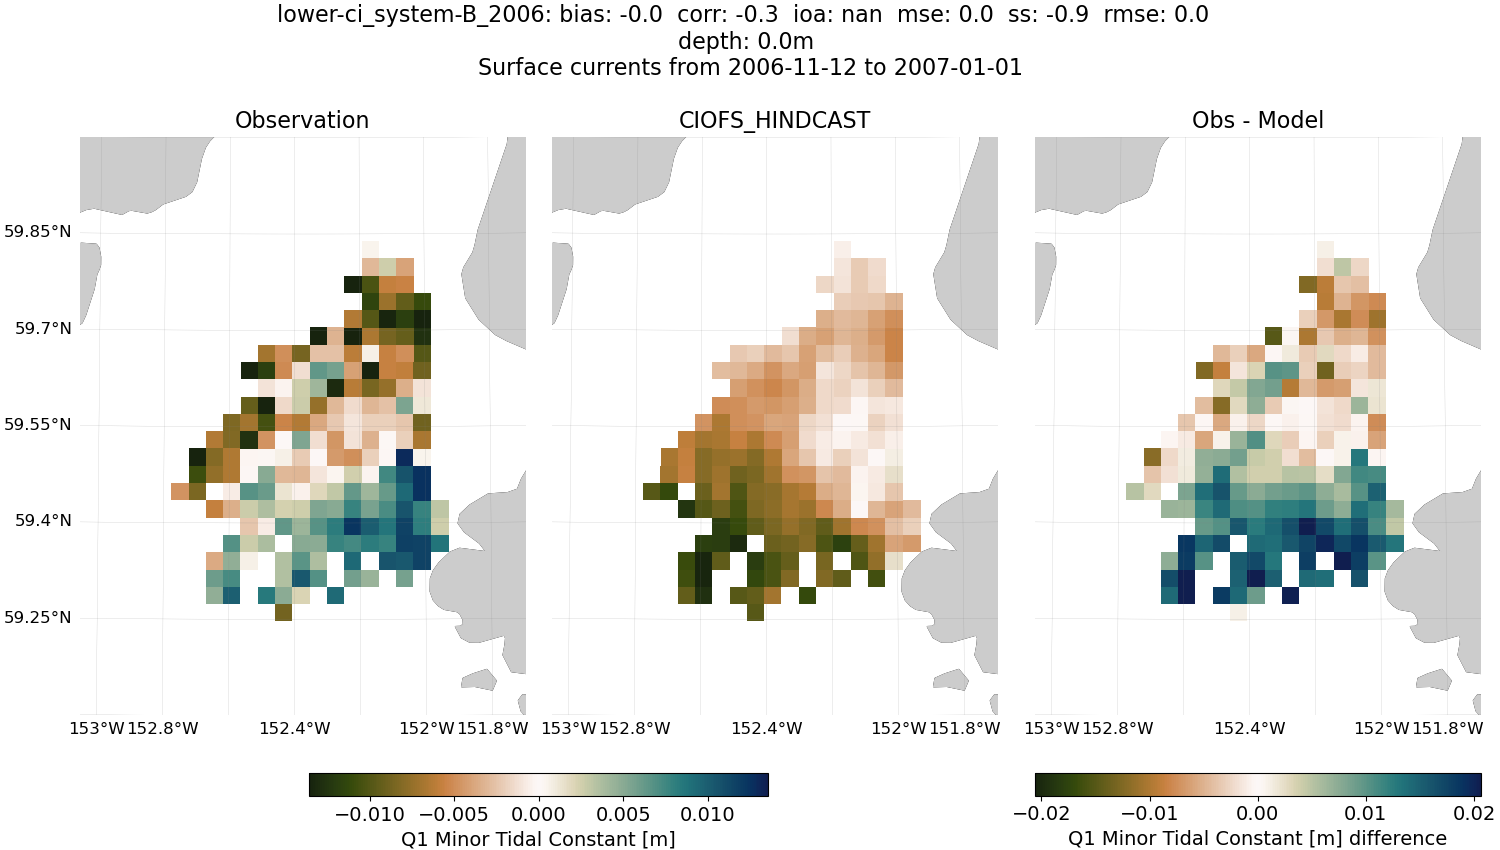 lower-ci_system-B_2006: bias: -0.0  corr: -0.3  ioa: nan  mse: 0.0  ss: -0.9  rmse: 0.0
depth: 0.0m
Surface currents from 2006-11-12 to 2007-01-01
Observation
CIOFS_HINDCAST
Obs - Model
59.85°N
59.7°N
59.55°N
59.4°N
59.25°N
153°W 152.8°W 152.4°W 152°W 151.8°W
153°W 152.8°W 152.4°W 152°W 151.8°W
153°W 152.8°W 152.4°W 152°W 151.8°W
−0.010 −0.005 0.000 0.005 0.010
Q1 Minor Tidal Constant [m]
−0.02 −0.01 0.00 0.01 0.02
Q1 Minor Tidal Constant [m] difference